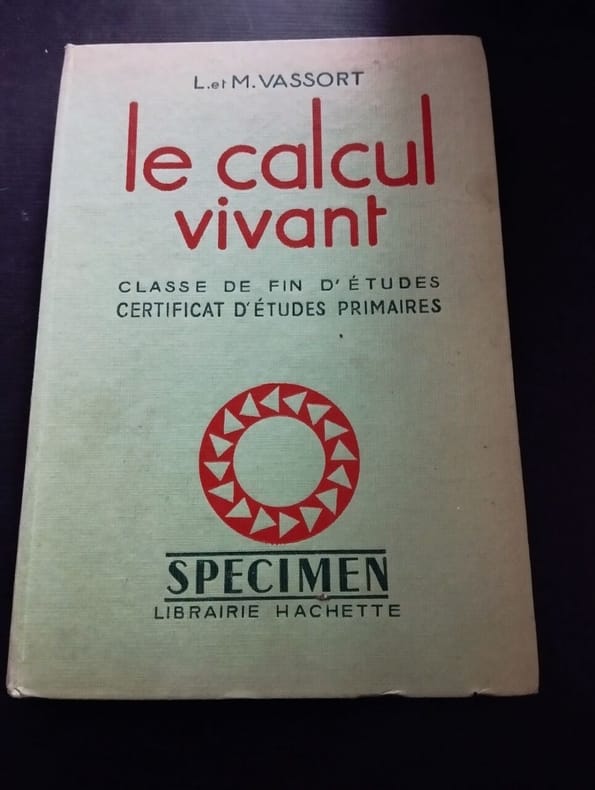 L. et M. VASSORT
le calcul
vivant
CLASSE DE FIN D'ÉTUDES
CERTIFICAT D'ÉTUDES PRIMAIRES
SPECIMEN
LIBRAIRIE HACHETTE